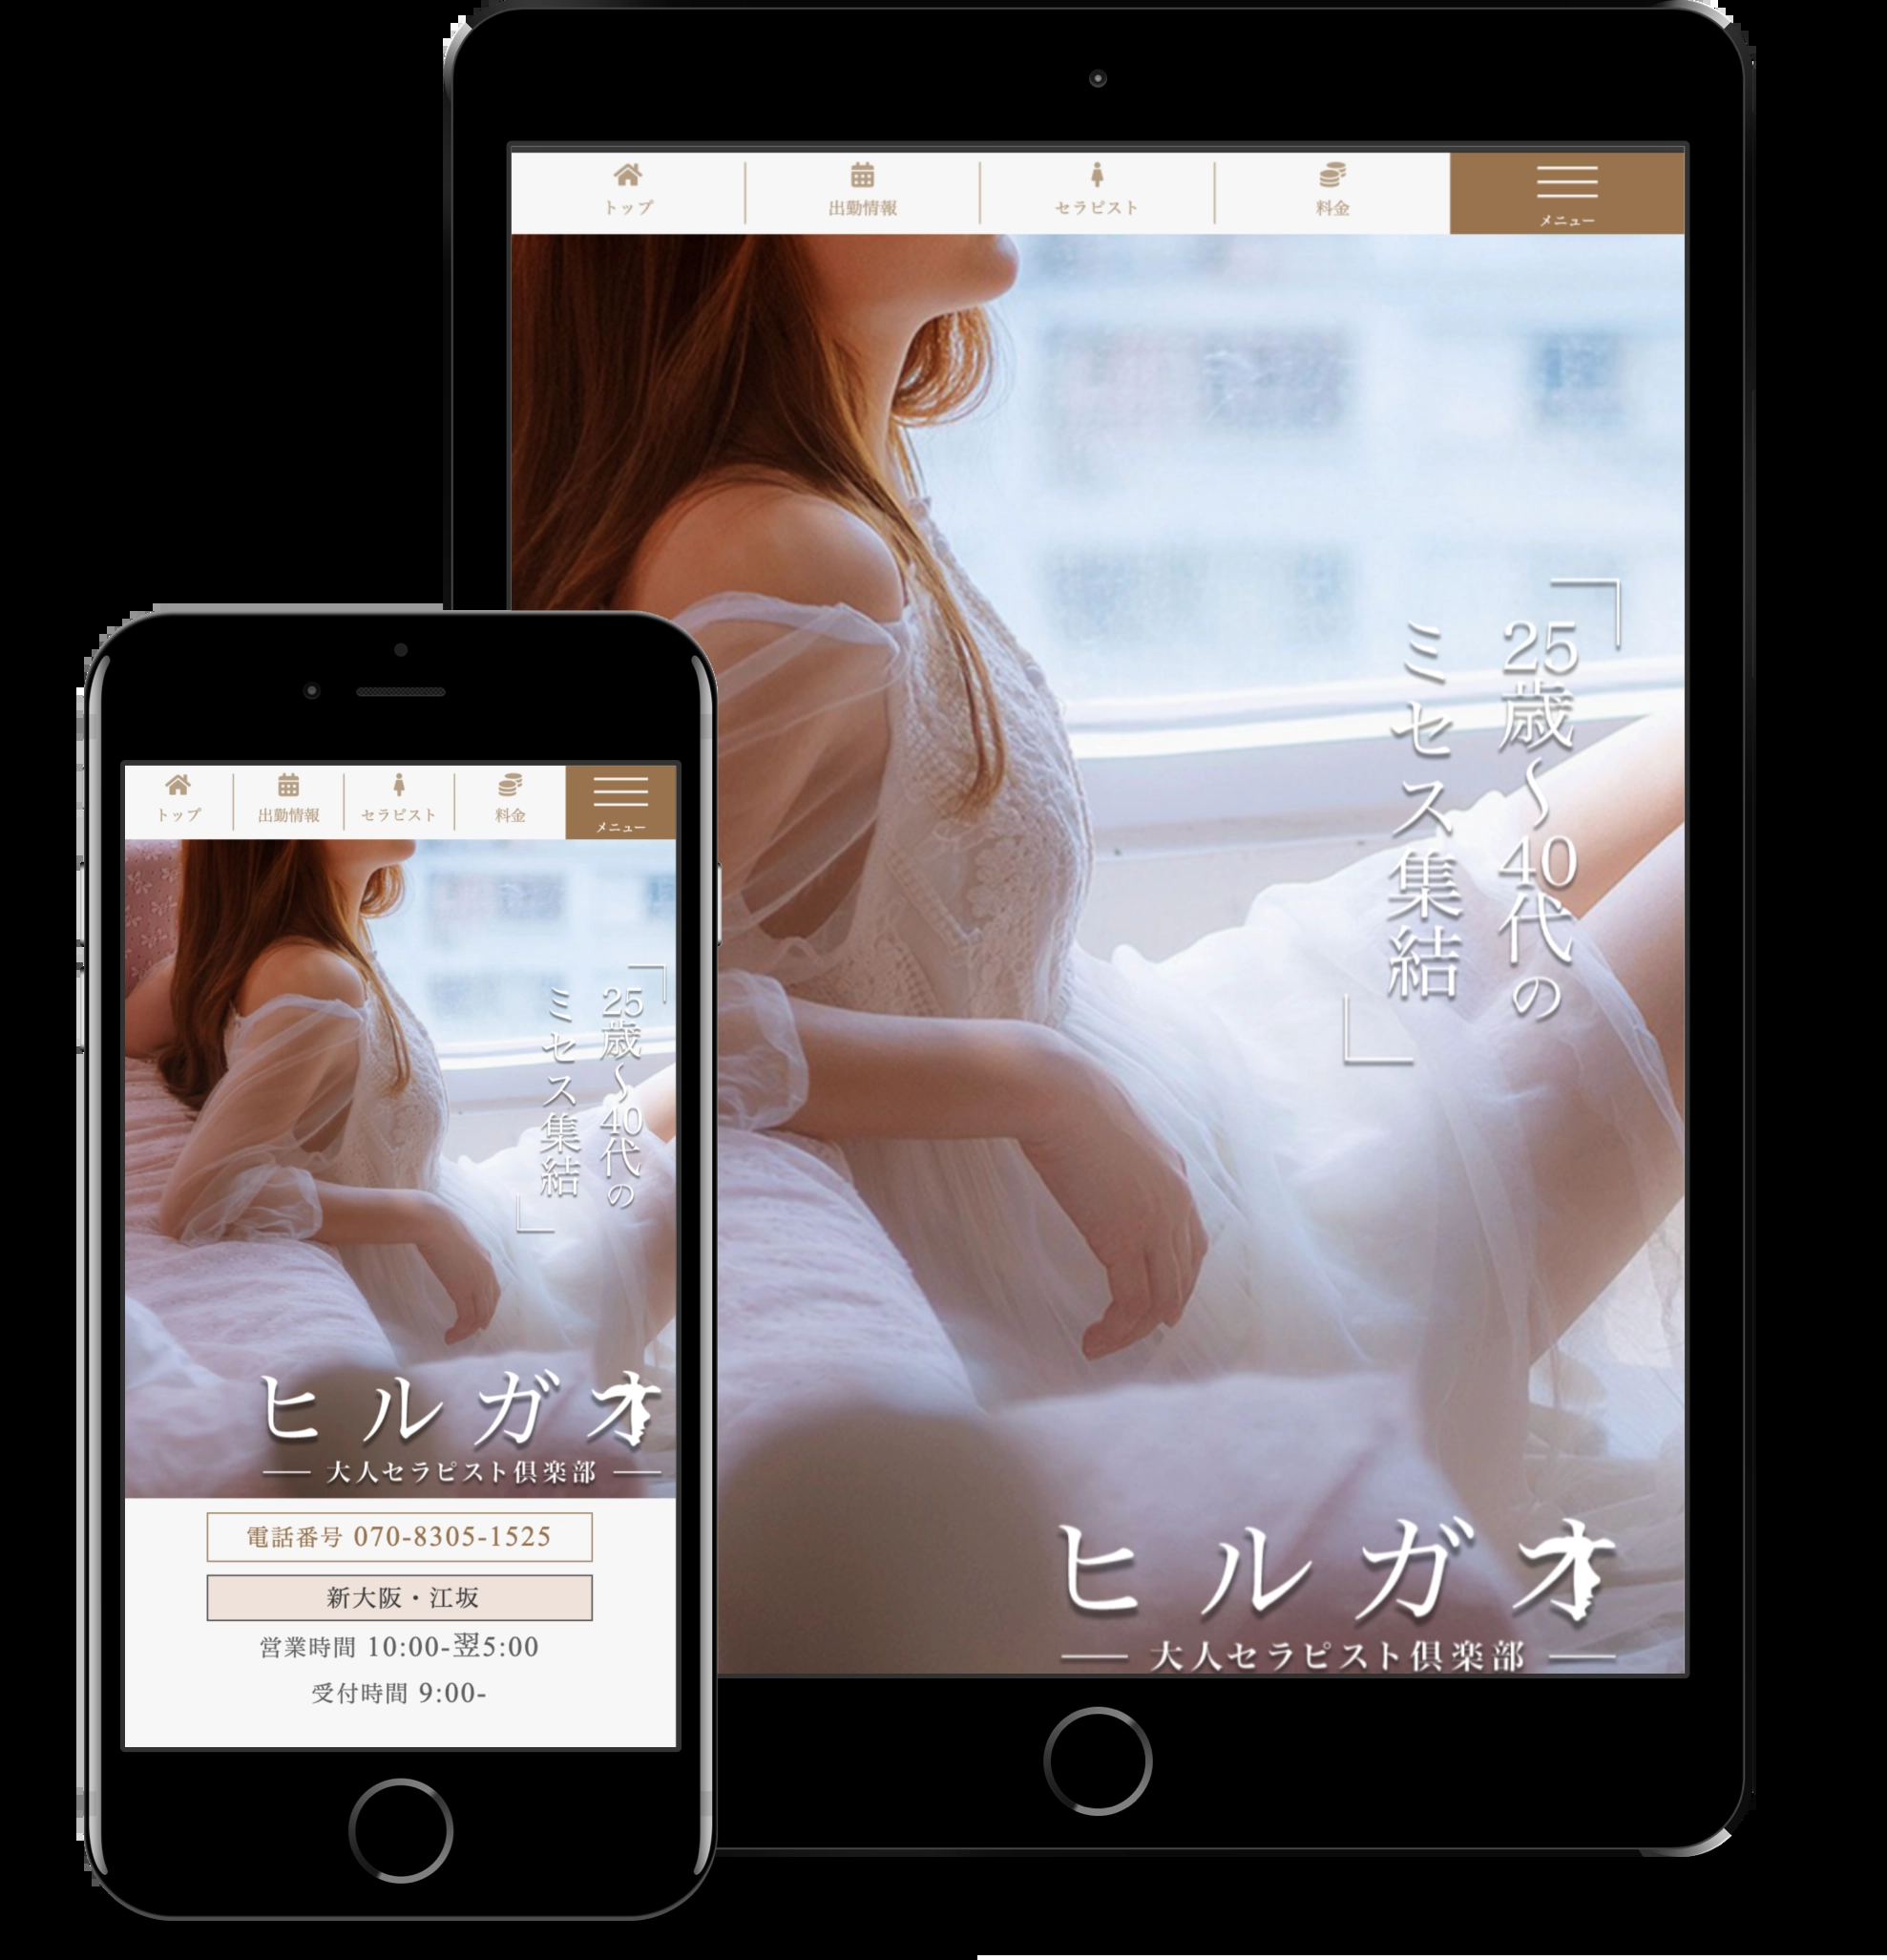 トップ
出勤情報
セラピスト
料金
メニュー
「25歳〜40代の
ミセス集結」
ヒルガオ
大人セラピスト倶楽部
トップ
出勤情報
セラピスト
料金
メニュー
「25歳〜40代の
ミセス集結」
ヒルガオ
大人セラピスト倶楽部
電話番号 070-8305-1525
新大阪・江坂
営業時間 10:00-翌5:00
受付時間 9:00-